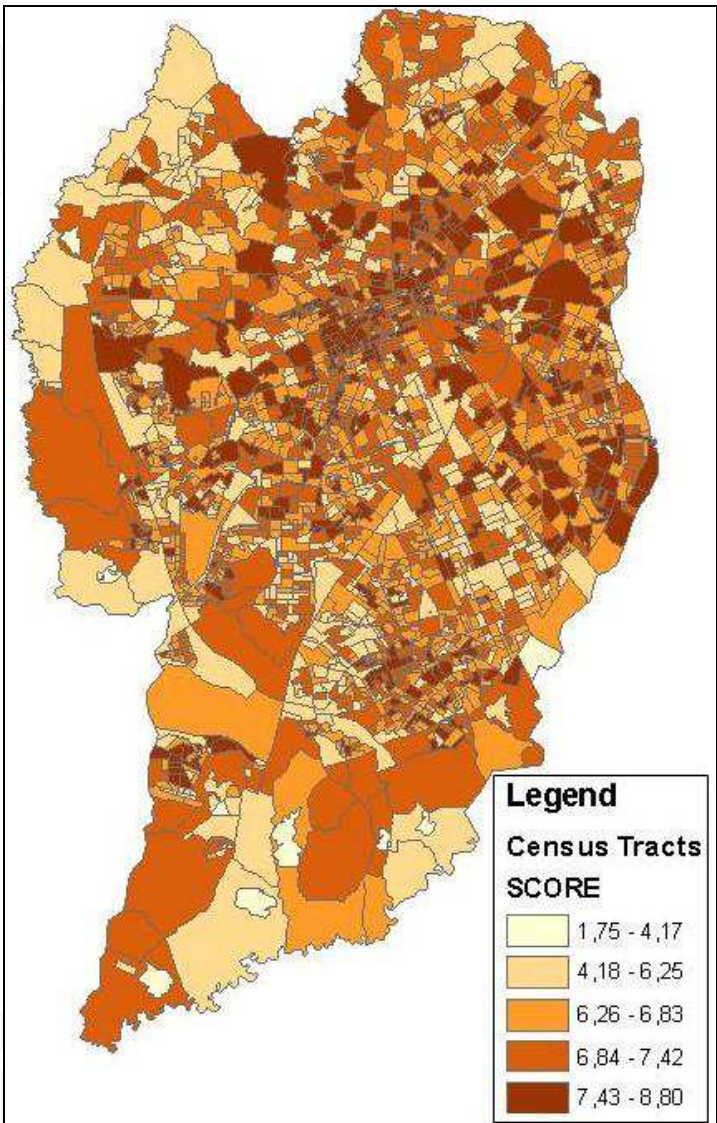 Legend
Census Tracts
SCORE
1,75 - 4,17
4,18 - 6,25
6,26 - 6,83
6,84 - 7,42
7,43 - 8,80